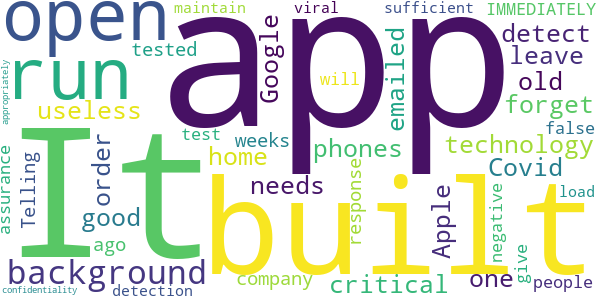 open maintain viral sufficient IMMEDIATELY
app
tested Google emailed detect
run will leave
appropriately useless old
It forget
test weeks false
assurance Telling order home phones technology
built
needs response Covid
good Apple negative load
ago one give people
background company critical
confidentiality detection